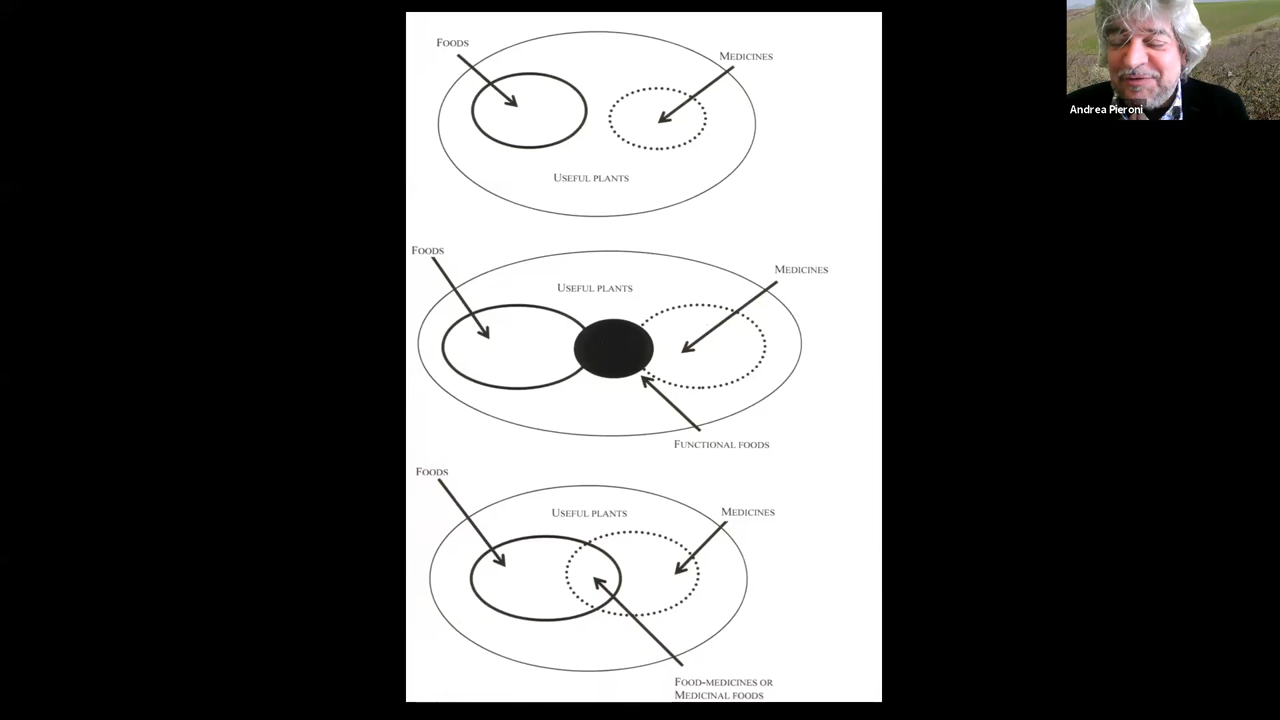 FOODS
MEDICINES
USEFUL PLANTS
FOODS
MEDICINES
USEFUL PLANTS
FUNCTIONAL FOODS
FOODS
USEFUL PLANTS
MEDICINES
FOOD-MEDICINES OR
MEDICINAL FOODS
Andrea Pieroni